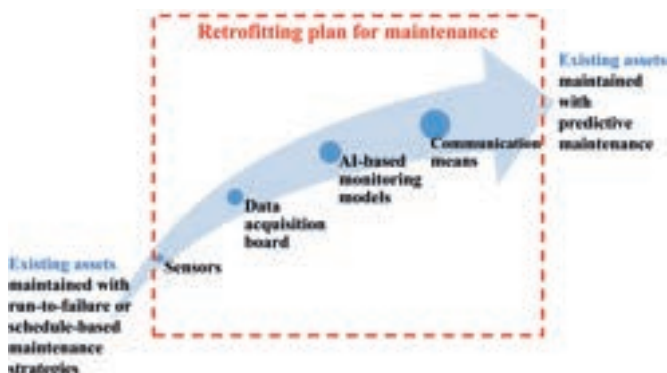 Retrofitting plan for maintenance
Existing assets
maintained
with
predictive
maintenance
Communication
means
AI-based
monitoring
models
Data
acquisition
board
Sensors
Existing assets
maintained with
run-to-failure or
schedule-based
maintenance
strategies